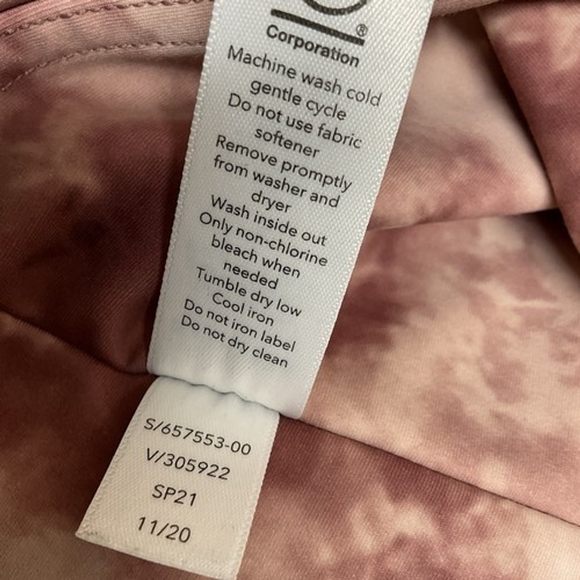 ®
Corporation
Machine wash cold
gentle cycle
Do not use fabric
softener
Remove promptly
from washer and
dryer
Wash inside out
Only non-chlorine
bleach when
needed
Tumble dry low
Cool iron
Do not iron label
Do not dry clean
S/657553-00
V/305922
SP21
11/20